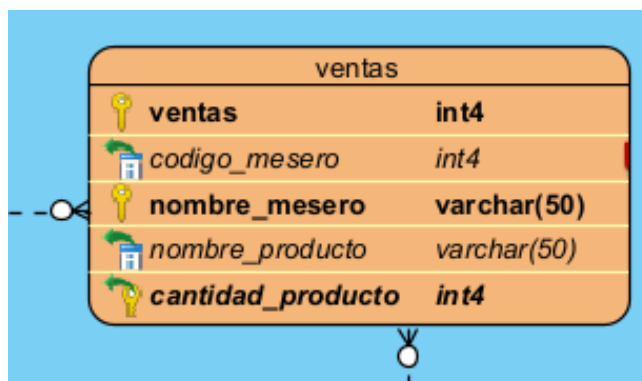 ventas
ventas int4
codigo_mesero int4
nombre_mesero varchar(50)
nombre_producto varchar(50)
cantidad_producto int4